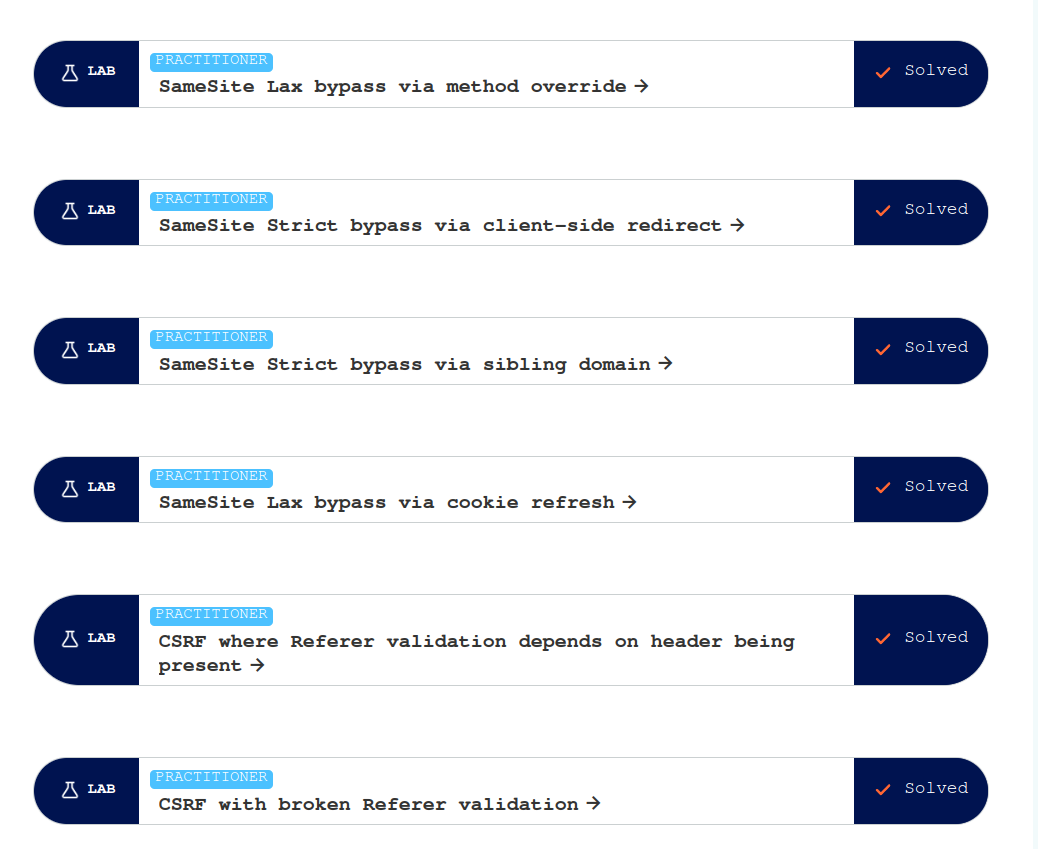 LAB
PRACTITIONER
SameSite Lax bypass via method override →
Solved
LAB
PRACTITIONER
SameSite Strict bypass via client-side redirect →
Solved
LAB
PRACTITIONER
SameSite Strict bypass via sibling domain →
Solved
LAB
PRACTITIONER
SameSite Lax bypass via cookie refresh →
Solved
LAB
PRACTITIONER
CSRF where Referer validation depends on header being
present →
Solved
LAB
PRACTITIONER
CSRF with broken Referer validation →
Solved